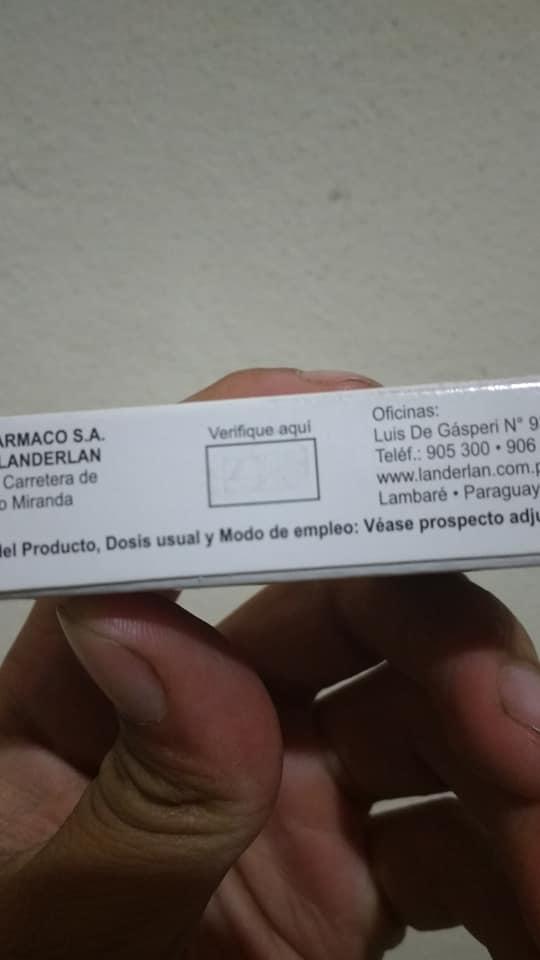 ARMACO S.A.
LANDERLAN
Carretera de
o Miranda
Verifique aquí
Oficinas:
Luis De Gásperi N° 9
Teléf.: 905 300 • 906
www.landerlan.com.p
Lambaré • Paraguay
del Producto, Dosis usual y Modo de empleo: Véase prospecto adju